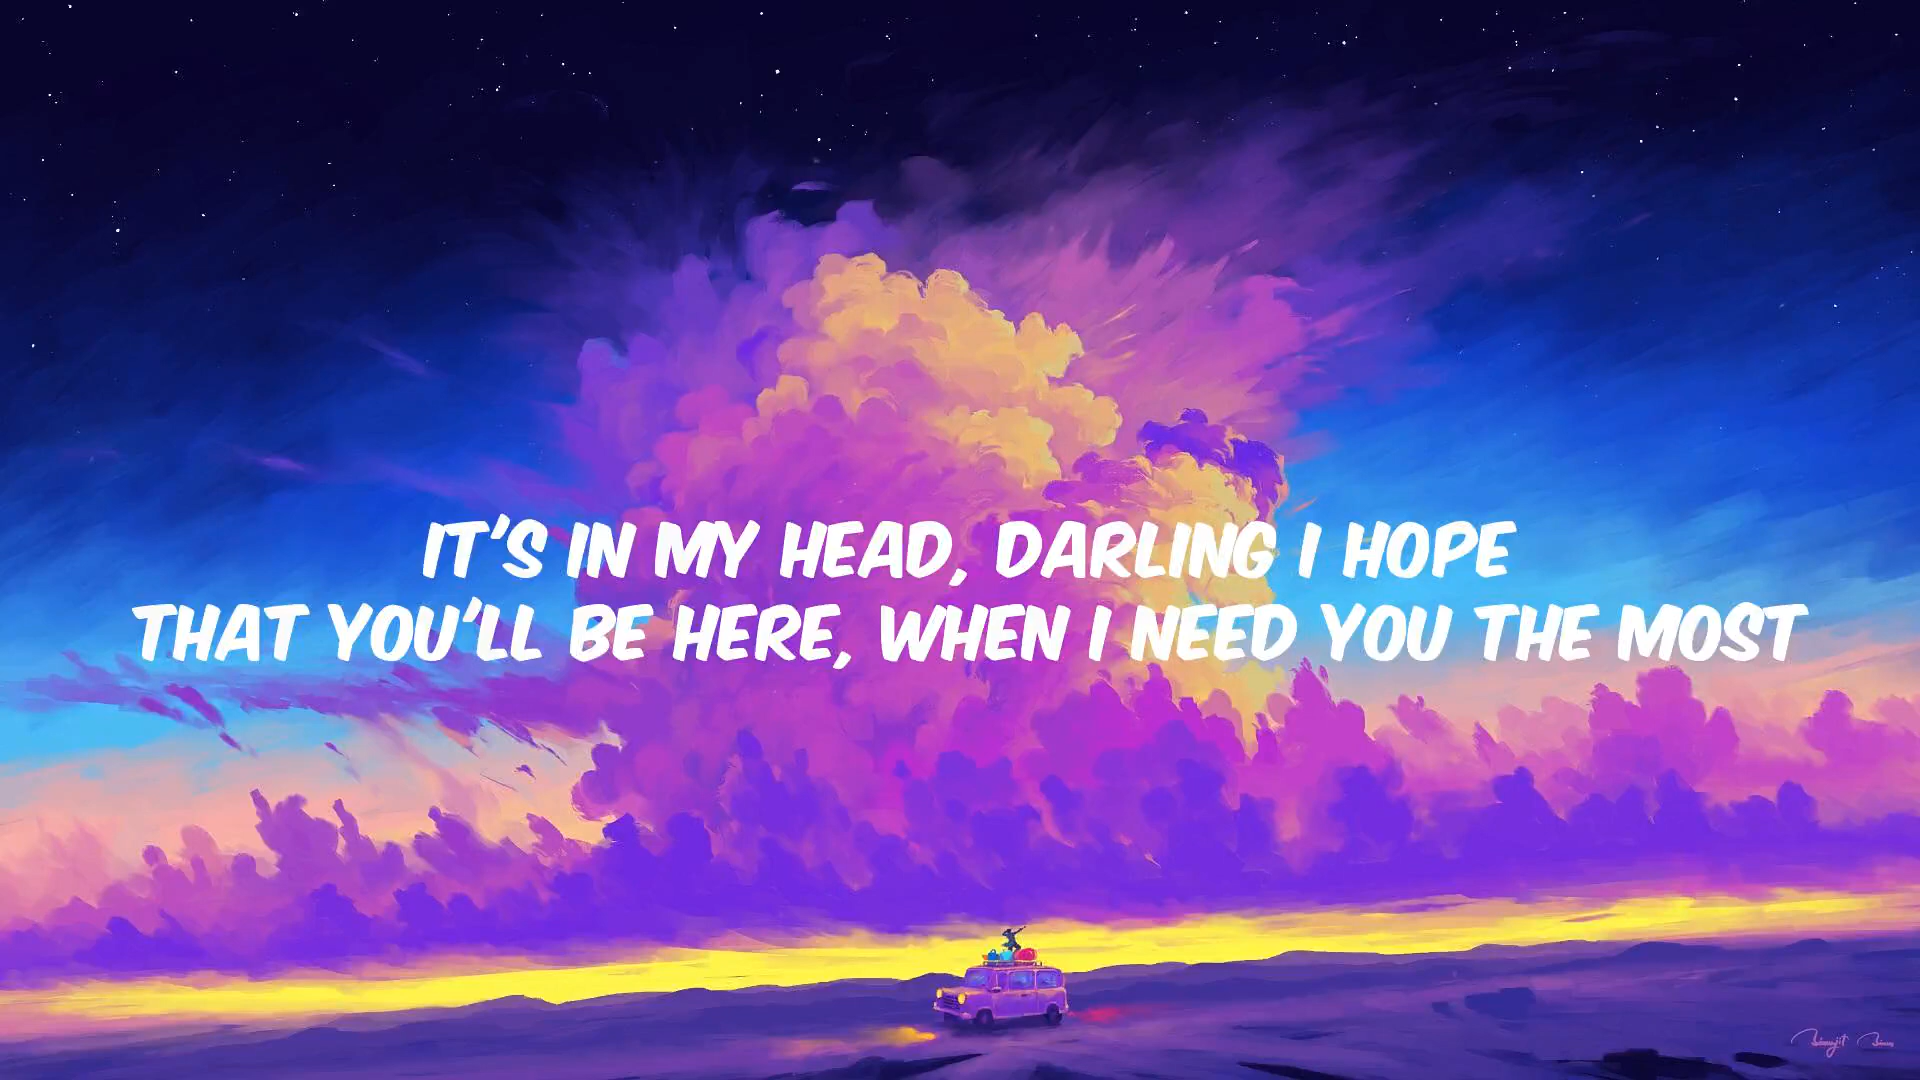 IT'S IN MY HEAD, DARLING I HOPE
THAT YOU'LL BE HERE, WHEN I NEED YOU THE MOST